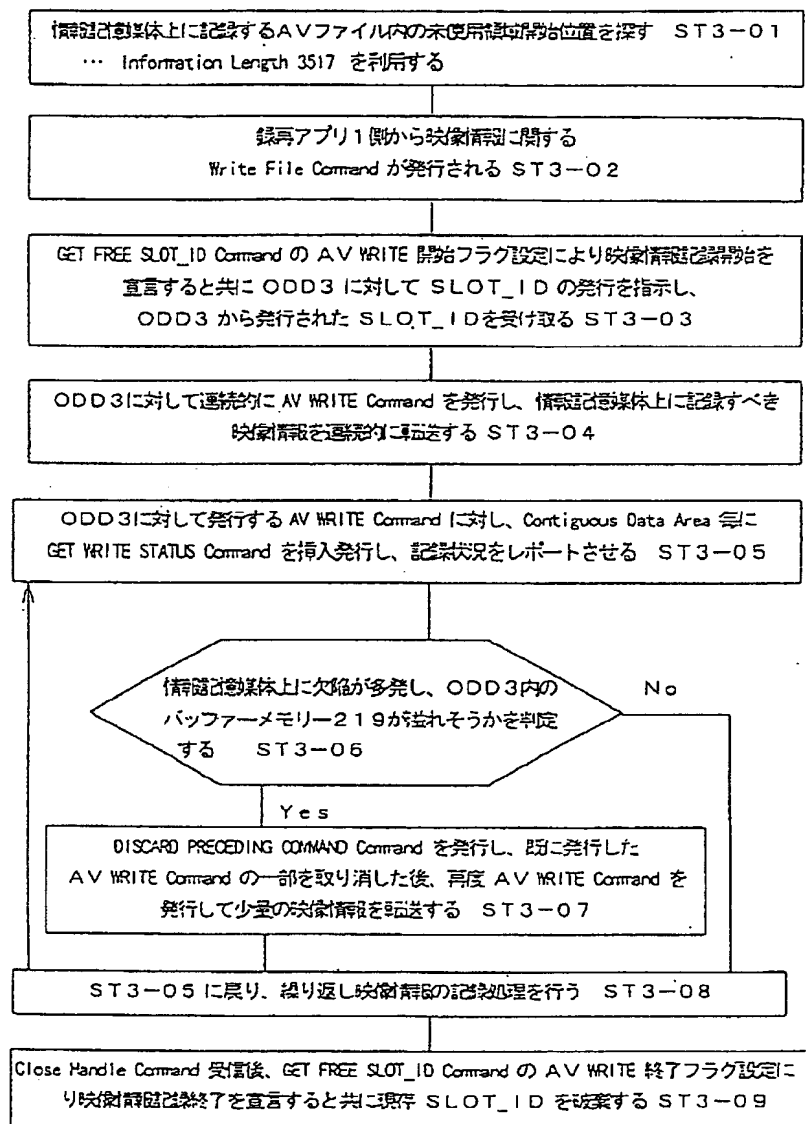 情報記憶媒体上に記録するAVファイル内の未使用領域開始位置を探す ST3-01
… Information Length 3517 を利用する
録再アプリ1側から映像情報に関する
Write File Command が発行される ST3-02
GET FREE SLOT_ID Command の AV WRITE 開始フラグ設定により映像情報記録開始を
宣言すると共に ODD3 に対して SLOT_ID の発行を指示し、
ODD3 から発行された SLOT_IDを受け取る ST3-03
ODD3に対して連続的に AV WRITE Command を発行し、情報記憶媒体上に記録すべき
映像情報を連続的に転送する ST3-04
ODD3に対して発行する AV WRITE Command に対し、Contiguous Data Area 毎に
GET WRITE STATUS Command を挿入発行し、記録状況をレポートさせる ST3-05
情報記憶媒体上に欠陥が多発し、ODD3内の
バッファーメモリー219が溢れそうかを判定
する ST3-06
No
Yes
DISCARD PRECEDING COMMAND Command を発行し、既に発行した
AV WRITE Command の一部を取り消した後、再度 AV WRITE Command を
発行して少量の映像情報を転送する ST3-07
ST3-05 に戻り、繰り返し映像情報の記録処理を行う ST3-08
Close Handle Command 受信後、GET FREE SLOT_ID Command の AV WRITE 終了フラグ設定に
り映像情報記録終了を宣言すると共に現存 SLOT_ID を破棄する ST3-09